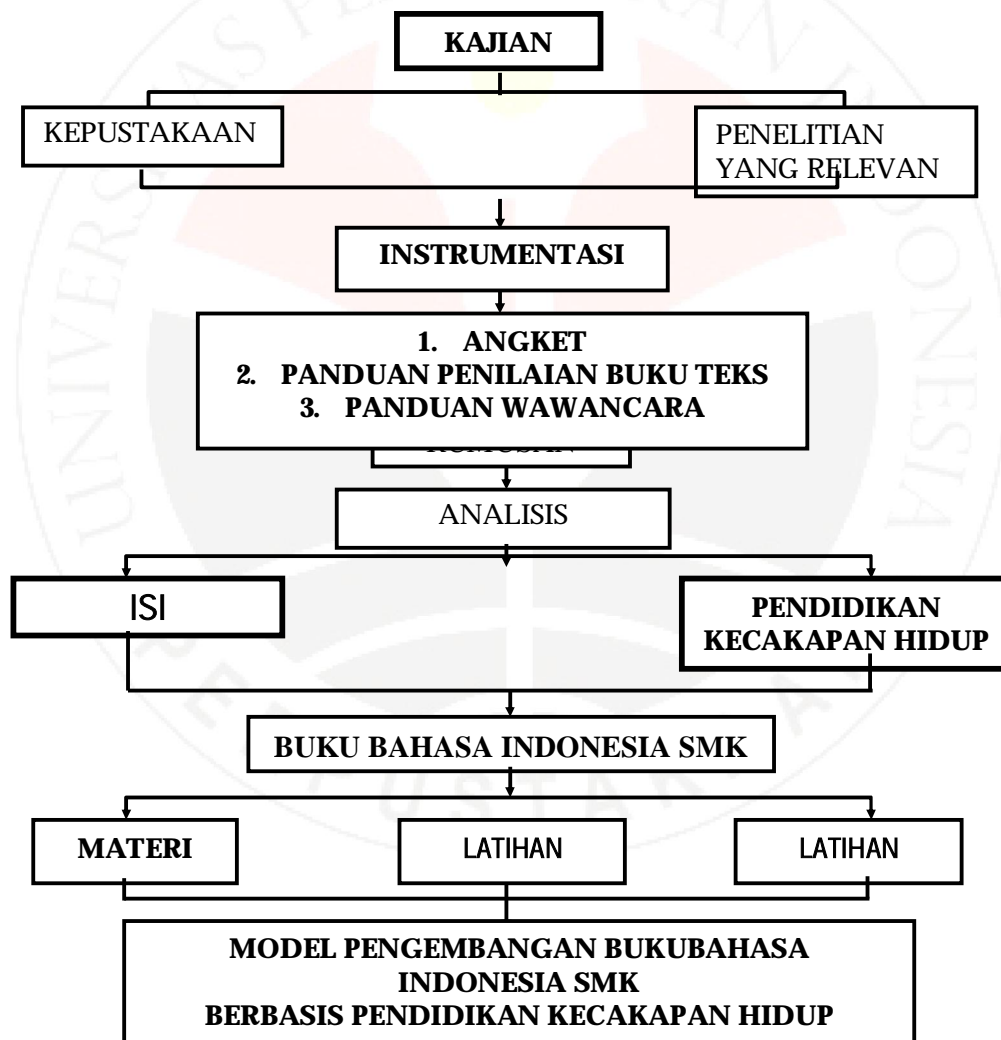 KAJIAN
KEPUSTAKAAN
PENELITIAN
YANG RELEVAN
INSTRUMENTASI
1. ANGKET
2. PANDUAN PENILAIAN BUKU TEKS
3. PANDUAN WAWANCARA
ANALISIS
ISI
PENDIDIKAN
KECAKAPAN HIDUP
BUKU BAHASA INDONESIA SMK
MATERI
LATIHAN
LATIHAN
MODEL PENGEMBANGAN BUKUBAHASA
INDONESIA SMK
BERBASIS PENDIDIKAN KECAKAPAN HIDUP